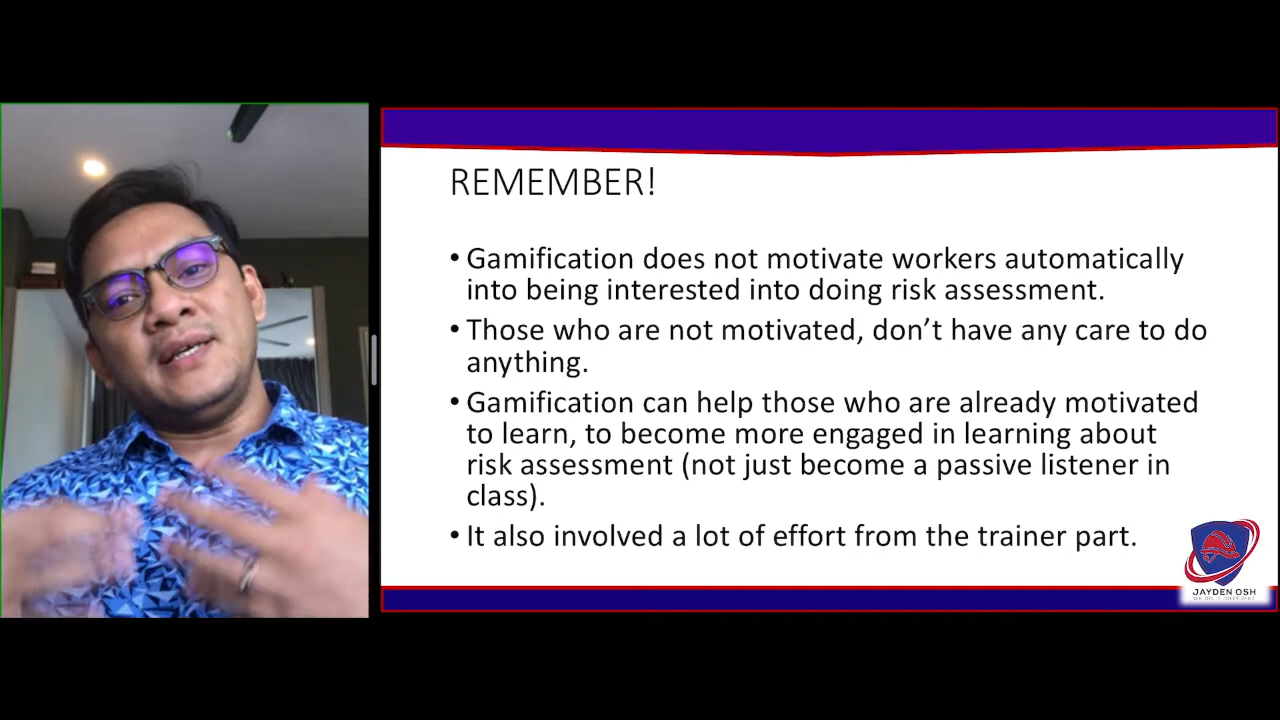 REMEMBER!
• Gamification does not motivate workers automatically
into being interested into doing risk assessment.
• Those who are not motivated, don’t have any care to do
anything.
• Gamification can help those who are already motivated
to learn, to become more engaged in learning about
risk assessment (not just become a passive listener in
class).
• It also involved a lot of effort from the trainer part.
JAYDEN OSH